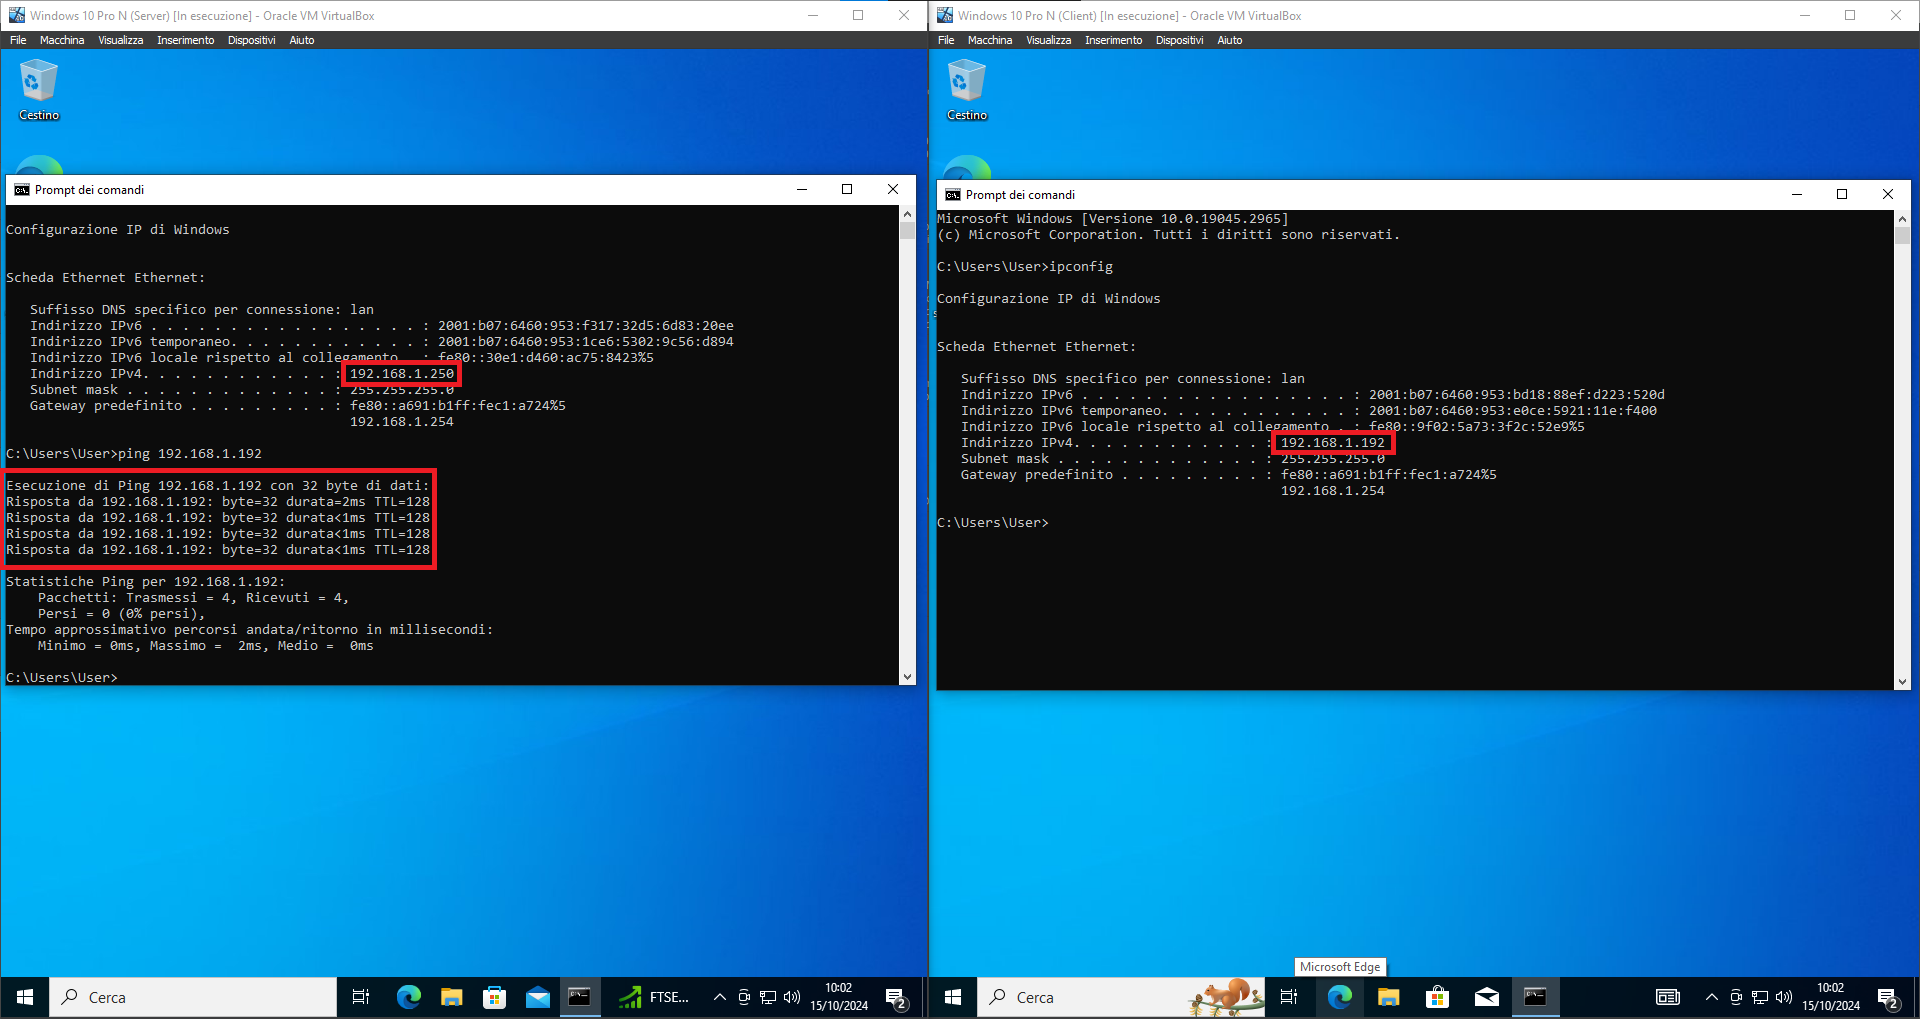 Windows 10 Pro N (Server) [In esecuzione] - Oracle VM VirtualBox
File Macchina Visualizza Inserimento Dispositivi Aiuto
Cestino
Prompt dei comandi
Configurazione IP di Windows
Scheda Ethernet Ethernet:
Suffisso DNS specifico per connessione: lan
Indirizzo IPv6 . . . . . . . . . . . . . . . . . : 2001:b07:6460:953:f317:32d5:6d83:20ee
Indirizzo IPv6 temporaneo. . . . . . . . . . . . : 2001:b07:6460:953:1ce6:5302:9c56:d894
Indirizzo IPv6 locale rispetto al collegamento . : fe80::30e1:d460:ac75:8423%5
Indirizzo IPv4. . . . . . . . . . . . : 192.168.1.250
Subnet mask . . . . . . . . . . . . . : 255.255.255.0
Gateway predefinito . . . . . . . . . : fe80::a691:b1ff:fec1:a724%5
192.168.1.254
C:\Users\User>ping 192.168.1.192
Esecuzione di Ping 192.168.1.192 con 32 byte di dati:
Risposta da 192.168.1.192: byte=32 durata=2ms TTL=128
Risposta da 192.168.1.192: byte=32 durata<1ms TTL=128
Risposta da 192.168.1.192: byte=32 durata<1ms TTL=128
Risposta da 192.168.1.192: byte=32 durata<1ms TTL=128
Statistiche Ping per 192.168.1.192:
Pacchetti: Trasmessi = 4, Ricevuti = 4,
Persi = 0 (0% persi),
Tempo approssimativo percorsi andata/ritorno in millisecondi:
Minimo = 0ms, Massimo =  2ms, Medio =  0ms
C:\Users\User>
Cerca
FTSE...
10:02
15/10/2024
2
Windows 10 Pro N (Client) [In esecuzione] - Oracle VM VirtualBox
File Macchina Visualizza Inserimento Dispositivi Aiuto
Cestino
Prompt dei comandi
Microsoft Windows [Versione 10.0.19045.2965]
(c) Microsoft Corporation. Tutti i diritti sono riservati.
C:\Users\User>ipconfig
Configurazione IP di Windows
Scheda Ethernet Ethernet:
Suffisso DNS specifico per connessione: lan
Indirizzo IPv6 . . . . . . . . . . . . . . . . . : 2001:b07:6460:953:bd18:88ef:d223:520d
Indirizzo IPv6 temporaneo. . . . . . . . . . . . : 2001:b07:6460:953:e0ce:5921:11e:f400
Indirizzo IPv6 locale rispetto al collegamento . : fe80::9f02:5a73:3f2c:52e9%5
Indirizzo IPv4. . . . . . . . . . . . : 192.168.1.192
Subnet mask . . . . . . . . . . . . . : 255.255.255.0
Gateway predefinito . . . . . . . . . : fe80::a691:b1ff:fec1:a724%5
192.168.1.254
C:\Users\User>
Microsoft Edge
Cerca
10:02
15/10/2024
2